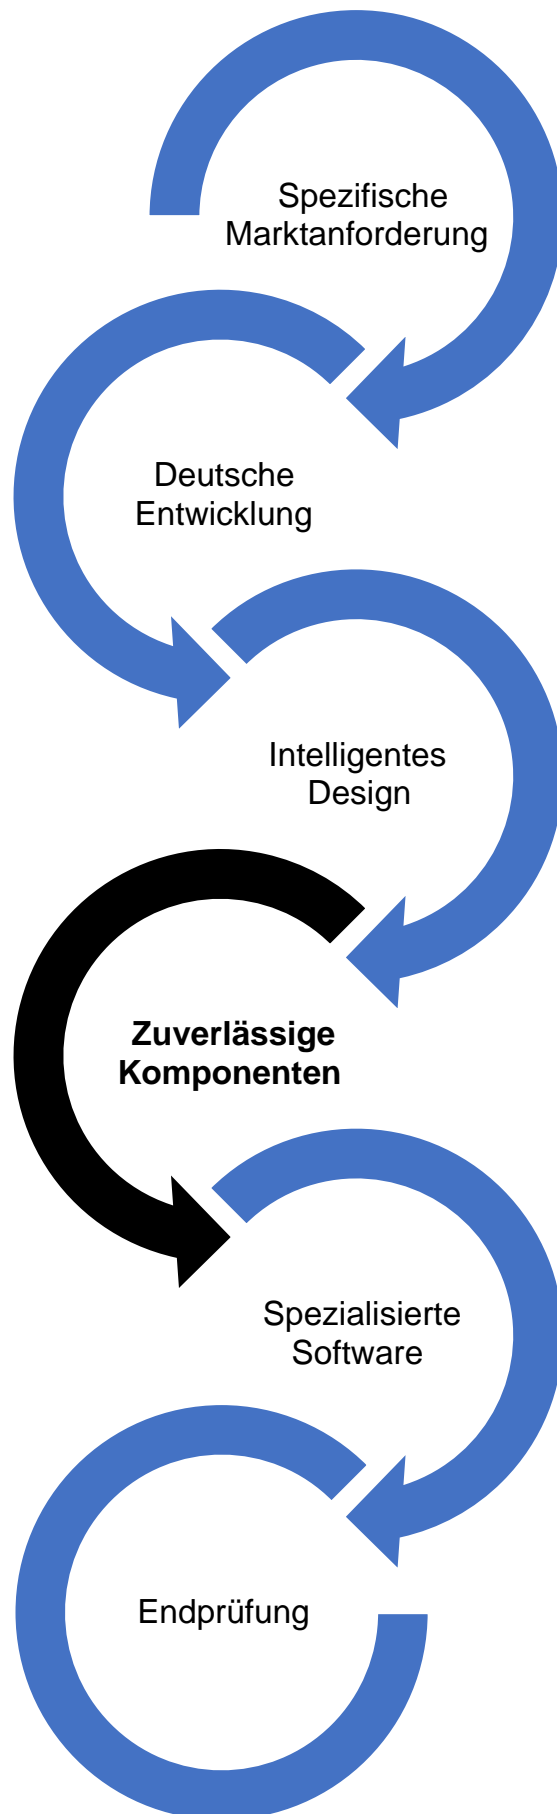 Spezifische
Marktanforderung
Deutsche
Entwicklung
Intelligentes
Design
Zuverlässige
Komponenten
Spezialisierte
Software
Endprüfung